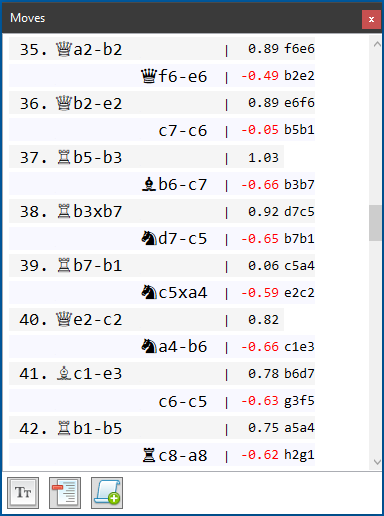 Moves x
35. ♕a2-b2 | 0.89 f6e6
♛f6-e6 | -0.49 b2e2
36. ♕b2-e2 | 0.89 e6f6
c7-c6 | -0.05 b5b1
37. ♖b5-b3 | 1.03
♝b6-c7 | -0.66 b3b7
38. ♖b3xb7 | 0.92 d7c5
♞d7-c5 | -0.65 b7b1
39. ♖b7-b1 | 0.06 c5a4
♞c5xa4 | -0.59 e2c2
40. ♕e2-c2 | 0.82
♞a4-b6 | -0.66 c1e3
41. ♗c1-e3 | 0.78 b6d7
c6-c5 | -0.63 g3f5
42. ♖b1-b5 | 0.75 a5a4
♜c8-a8 | -0.62 h2g1
Tt